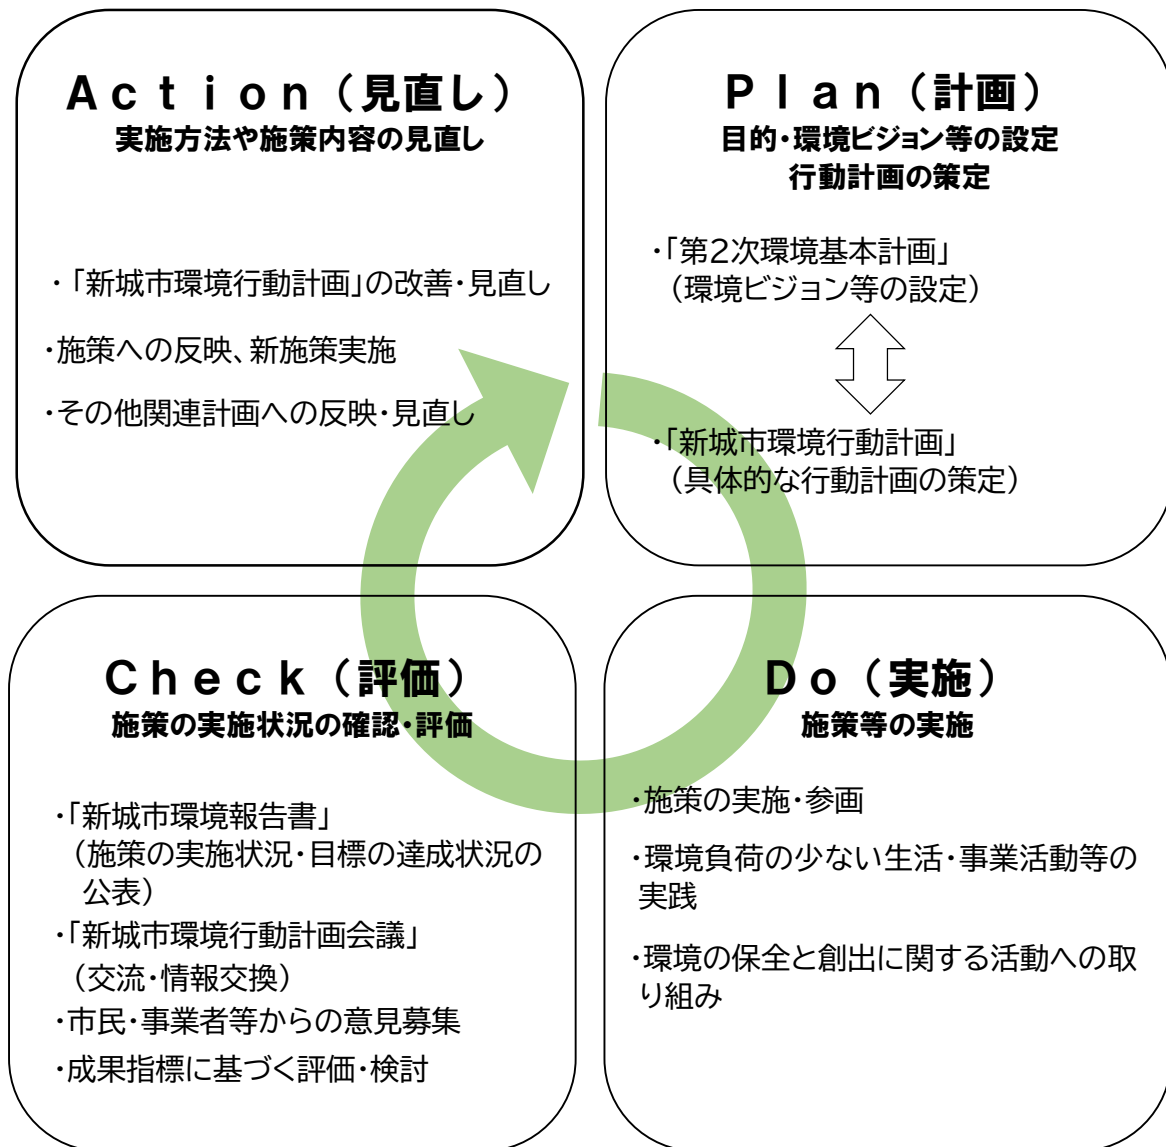 Action（見直し）
実施方法や施策内容の見直し
・「新城市環境行動計画」の改善・見直し
・施策への反映、新施策実施
・その他関連計画への反映・見直し
Plan（計画）
目的・環境ビジョン等の設定
行動計画の策定
・「第2次環境基本計画」
（環境ビジョン等の設定）
・「新城市環境行動計画」
（具体的な行動計画の策定）
Check（評価）
施策の実施状況の確認・評価
・「新城市環境報告書」
（施策の実施状況・目標の達成状況の
公表）
・「新城市環境行動計画会議」
（交流・情報交換）
・市民・事業者等からの意見募集
・成果指標に基づく評価・検討
Do（実施）
施策等の実施
・施策の実施・参画
・環境負荷の少ない生活・事業活動等の
実践
・環境の保全と創出に関する活動への取
り組み